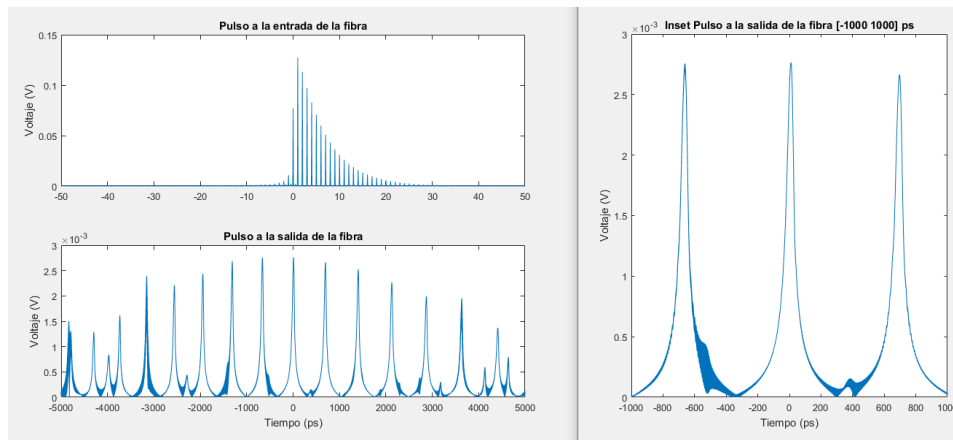 Pulso a la entrada de la fibra
0.15
0.1
0.05
0
Voltaje (V)
-50 -40 -30 -20 -10 0 10 20 30 40 50
Pulso a la salida de la fibra
×10⁻³
3
2.5
2
1.5
1
0.5
0
Voltaje (V)
-5000 -4000 -3000 -2000 -1000 0 1000 2000 3000 4000 5000
Tiempo (ps)
Inset Pulso a la salida de la fibra [-1000 1000] ps
×10⁻³
3
2.5
2
1.5
1
0.5
0
Voltaje (V)
-1000 -800 -600 -400 -200 0 200 400 600 800 1000
Tiempo (ps)